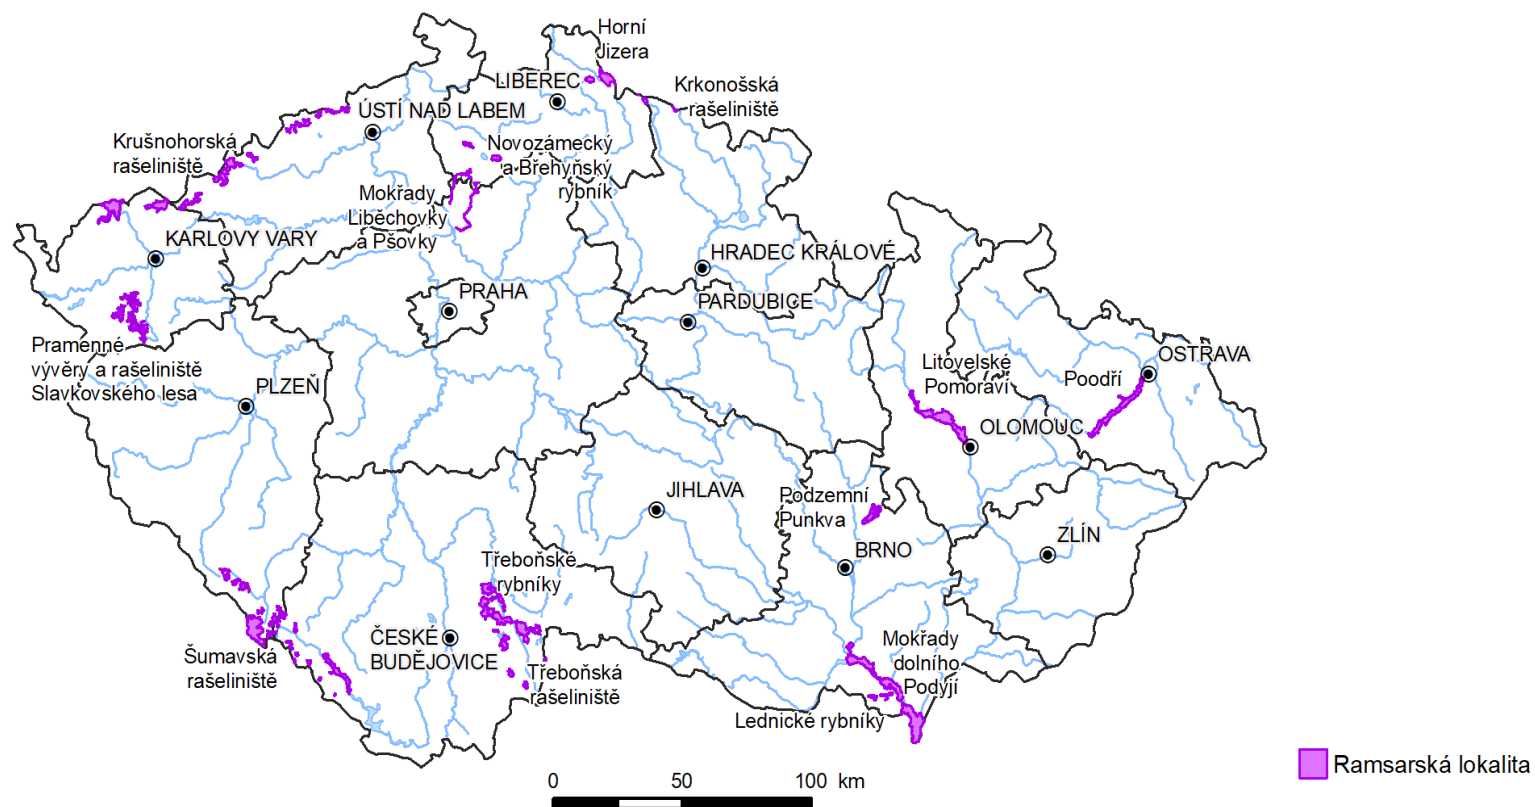 Horní
Jizera
LIBEREC
Krkonošská
rašeliniště
ÚSTÍ NAD LABEM
Krušnohorská
rašeliniště
Novozámecký
a Břehyňský
rybník
Mokřady
Liběchovky
a Pšovky
KARLOVY VARY
HRADEC KRÁLOVÉ
PRAHA
PARDUBICE
Pramenné
vývěry a rašeliniště
Slavkovského lesa
PLZEŇ
Litovelské
Pomoraví
Poodří
OSTRAVA
OLOMOUC
JIHLAVA
Podzemní
Punkva
BRNO
ZLÍN
Třeboňské
rybníky
ČESKÉ
BUDĚJOVICE
Šumavská
rašeliniště
Třeboňská
rašeliniště
Mokřady
dolního
Podyjí
Lednické rybníky
Ramsarská lokalita
0 50 100 km